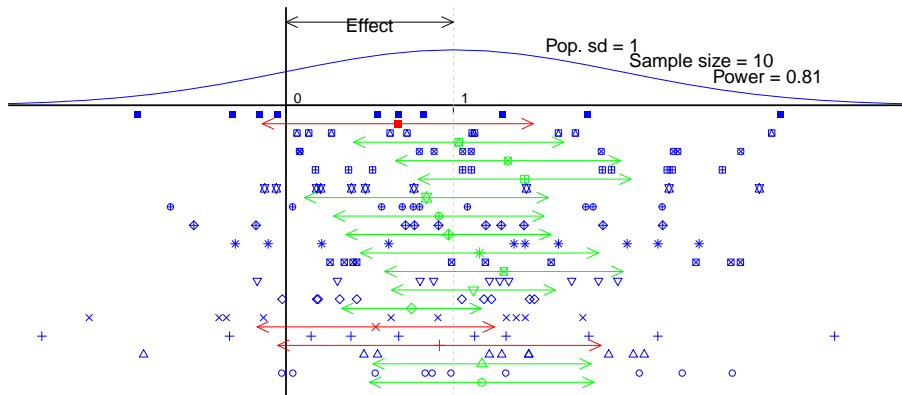 Effect
Pop. sd = 1
Sample size = 10
Power = 0.81
0 1